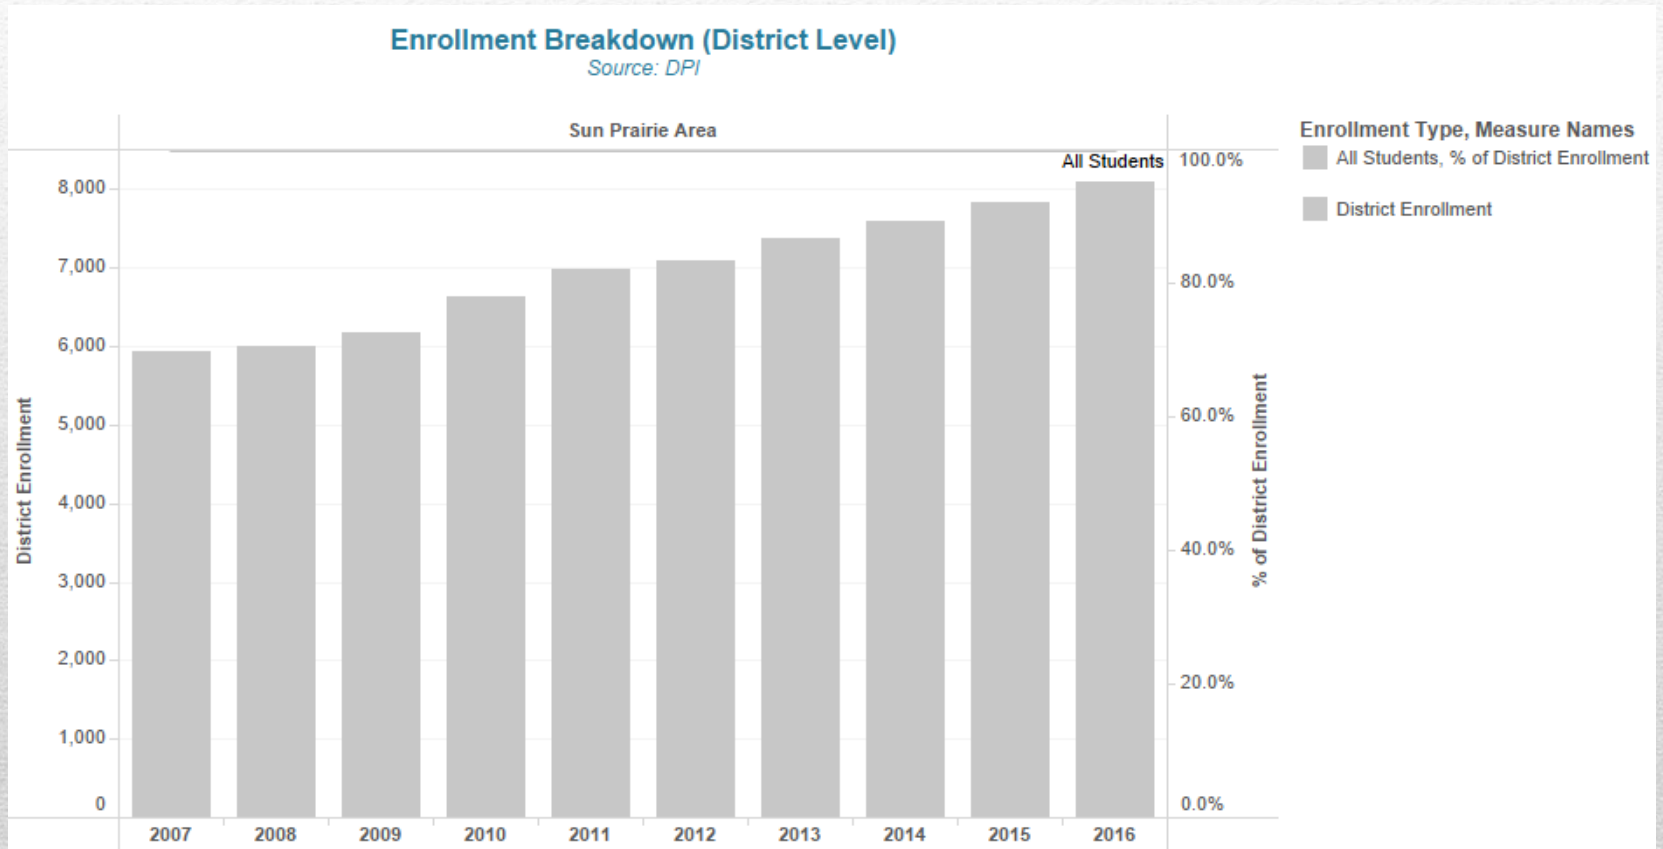 Enrollment Breakdown (District Level)
Source: DPI
Sun Prairie Area
Enrollment Type, Measure Names
All Students, % of District Enrollment
District Enrollment
All Students
8,000
7,000
6,000
5,000
4,000
3,000
2,000
1,000
0
District Enrollment
100.0%
80.0%
60.0%
40.0%
20.0%
0.0%
% of District Enrollment
2007 2008 2009 2010 2011 2012 2013 2014 2015 2016